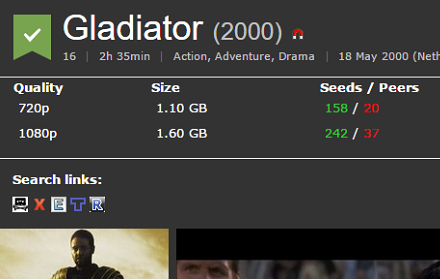 Gladiator (2000)
16 | 2h 35min | Action, Adventure, Drama | 18 May 2000 (Neth
Quality Size Seeds / Peers
720p 1.10 GB 158 / 20
1080p 1.60 GB 242 / 37
Search links:
X E T R